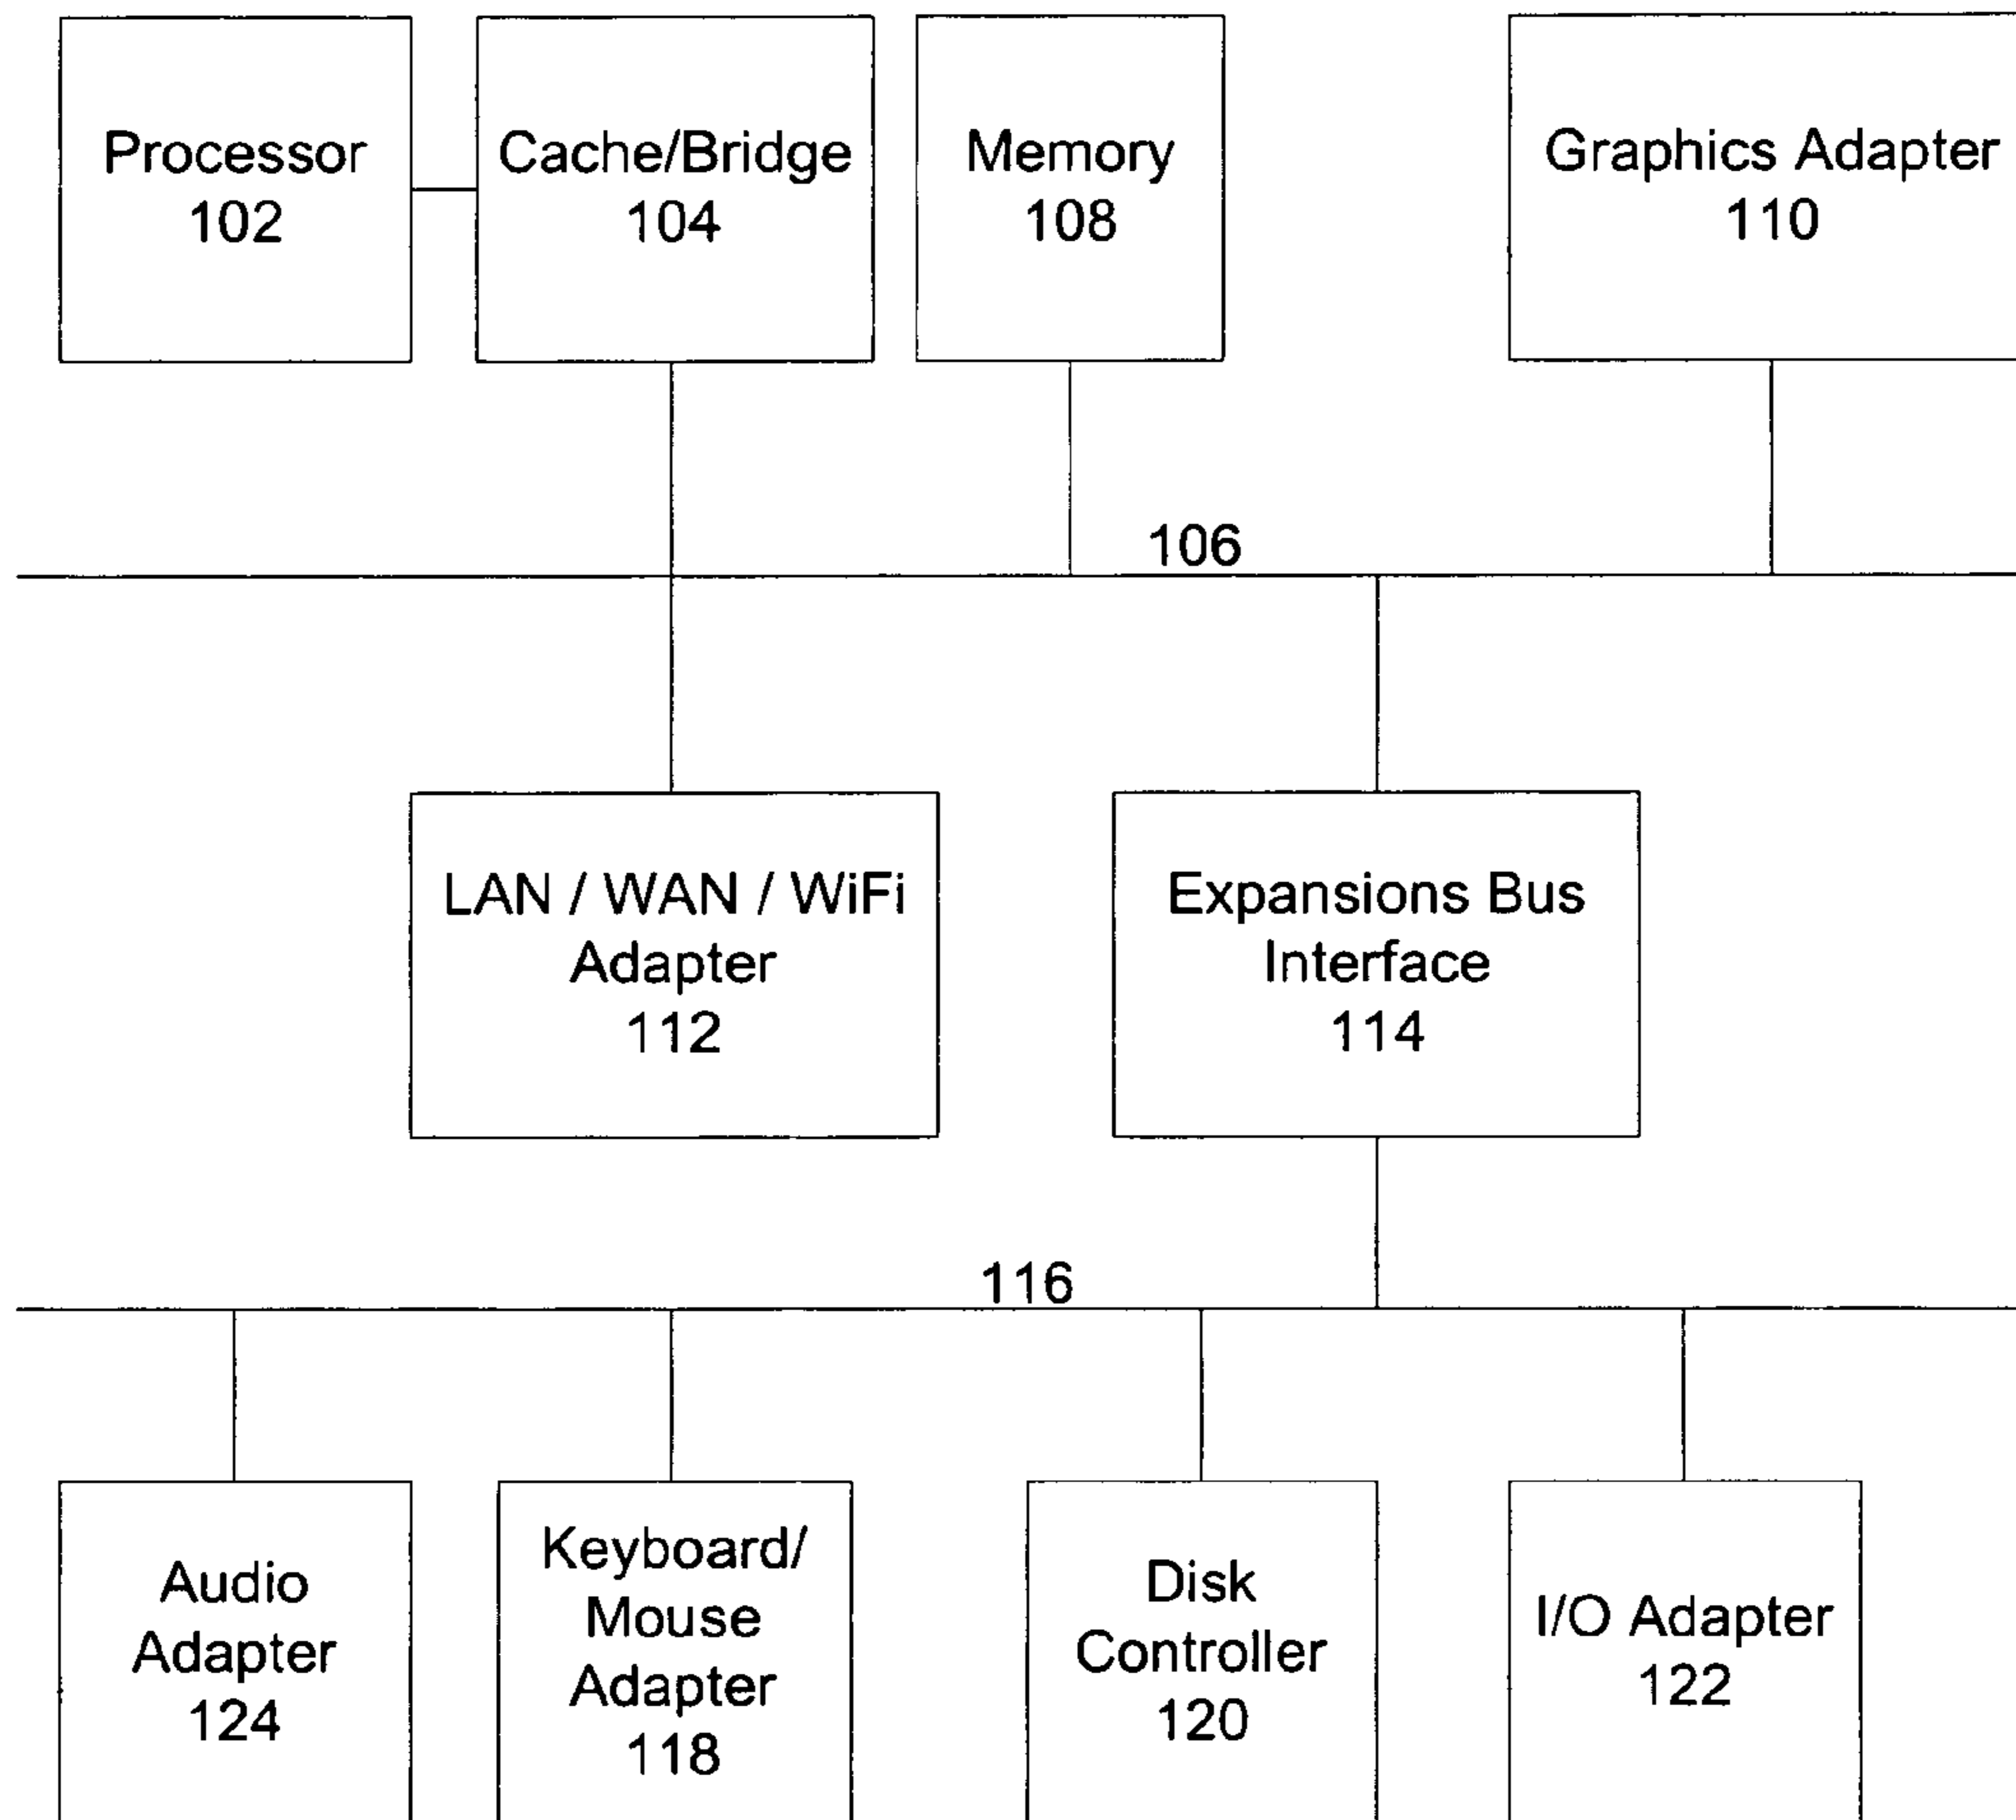 Processor
102
Cache/Bridge
104
Memory
108
Graphics Adapter
110
106
LAN / WAN / WiFi
Adapter
112
Expansions Bus
Interface
114
116
Audio
Adapter
124
Keyboard/
Mouse
Adapter
118
Disk
Controller
120
I/O Adapter
122